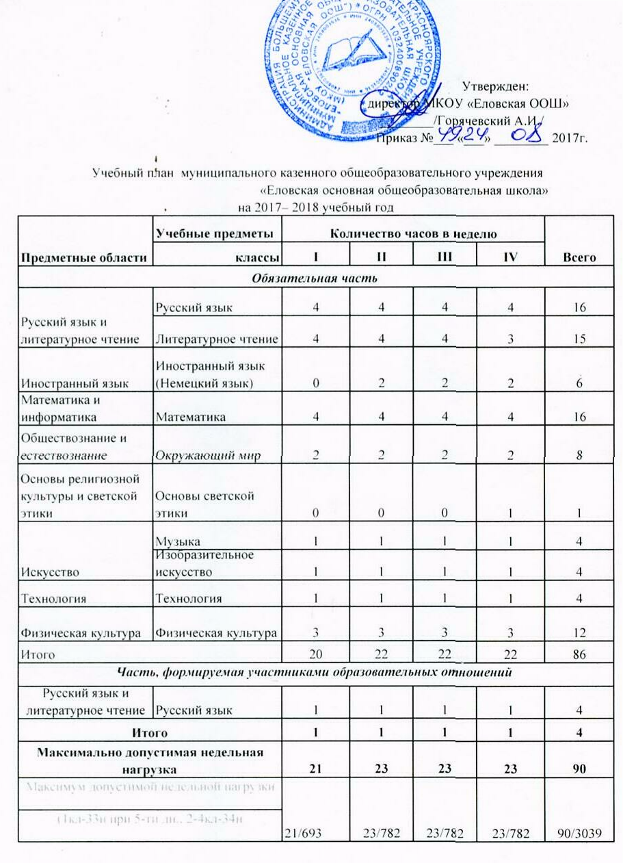 Утвержден:
директор МКОУ «Еловская ООШ»
/Горячевский А.И./
Приказ № 49 «24» 08 2017г.
Учебный план муниципального казенного общеобразовательного учреждения
«Еловская основная общеобразовательная школа»
на 2017– 2018 учебный год
Предметные области Учебные предметы классы Количество часов в неделю Всего
I II III IV
Обязательная часть
Русский язык и литературное чтение
Русский язык 4 4 4 4 16
Литературное чтение 4 4 4 3 15
Иностранный язык
Иностранный язык
(Немецкий язык) 0 2 2 2 6
Математика и
информатика Математика 4 4 4 4 16
Обществознание и
естествознание Окружающий мир 2 2 2 2 8
Основы религиозной
культуры и светской Основы светской
этики этики 0 0 0 1 1
Музыка 1 1 1 1 4
Изобразительное
Искусство искусство 1 1 1 1 4
Технология Технология 1 1 1 1 4
Физическая культура Физическая культура 3 3 3 3 12
Итого 20 22 22 22 86
Часть, формируемая участниками образовательных отношений
Русский язык и
литературное чтение Русский язык 1 1 1 1 4
Итого 1 1 1 1 4
Максимально допустимая недельная
нагрузка 21 23 23 23 90
Максимум допустимой недельной нагрузки
(1кл-33н при 5-ти дн., 2-4кл-34н
21/693 23/782 23/782 23/782 90/3039